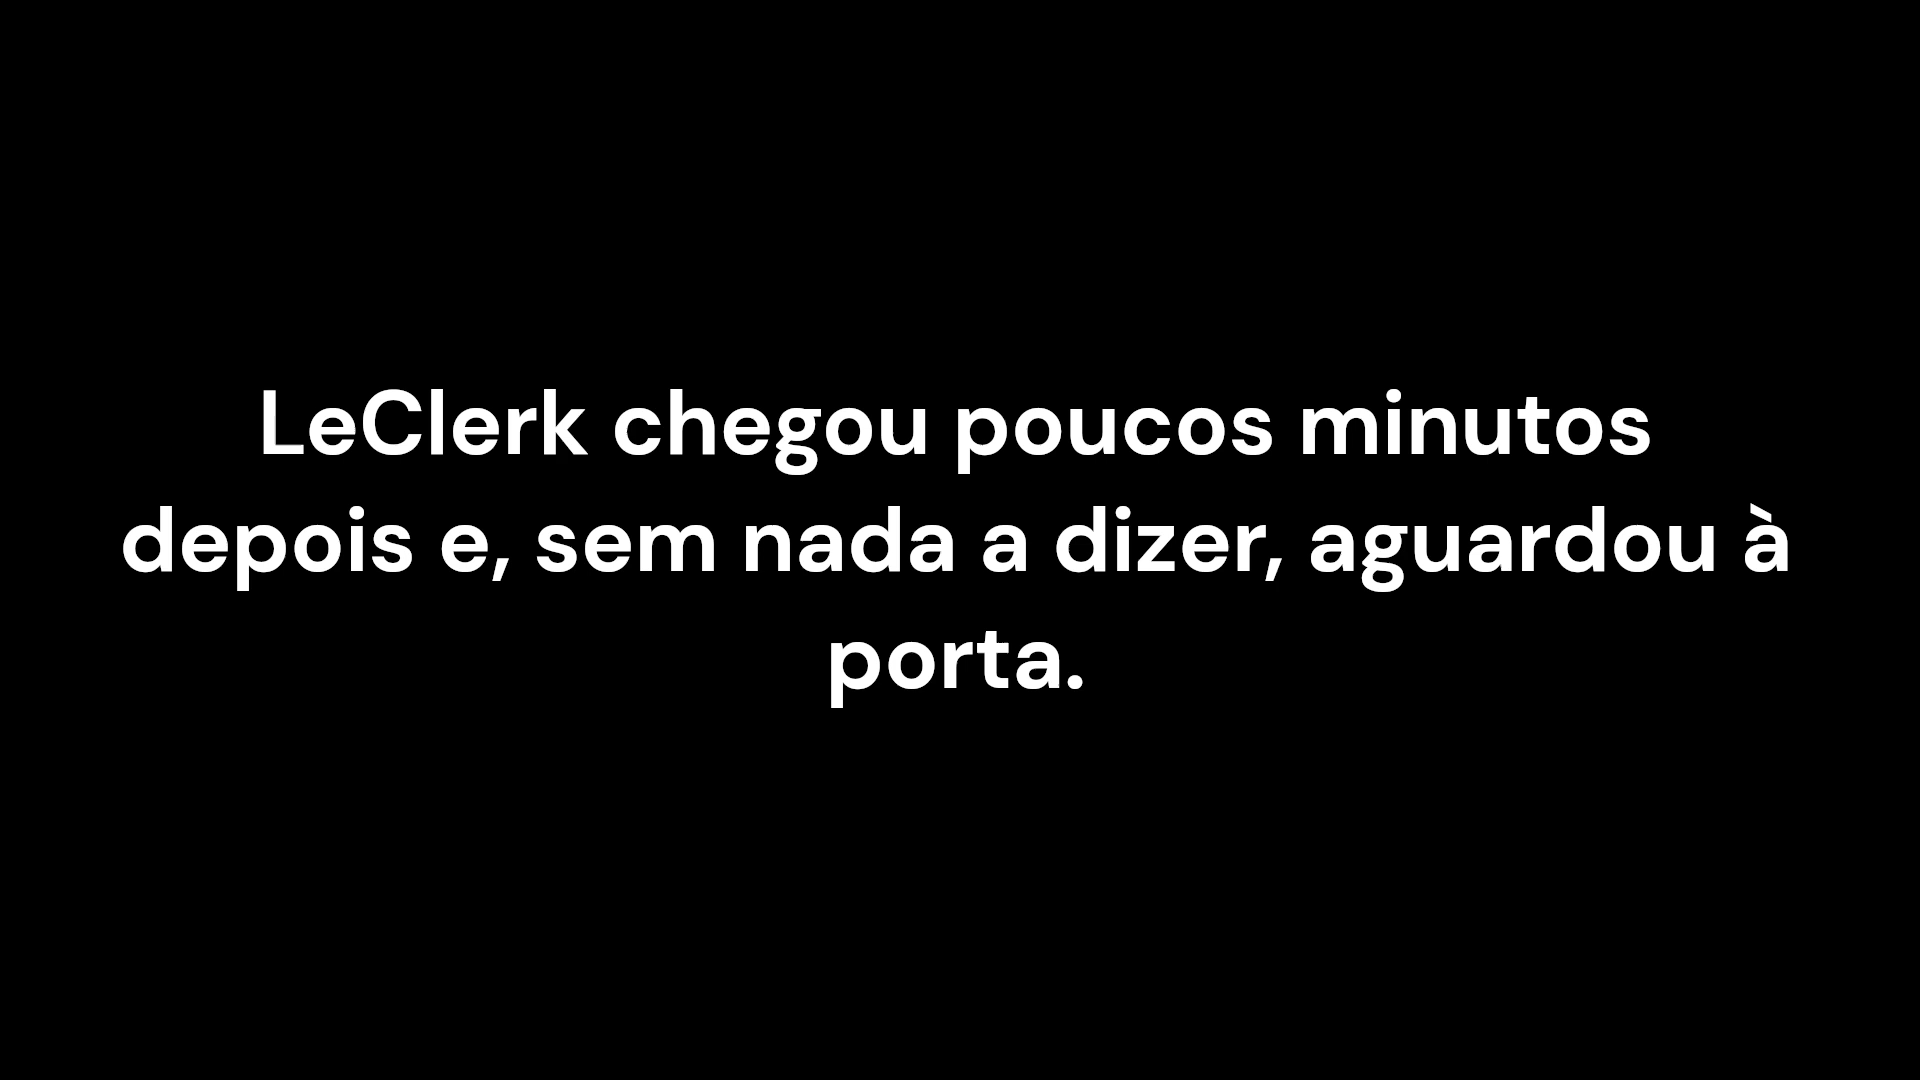 LeClerk chegou poucos minutos
depois e, sem nada a dizer, aguardou à
porta.